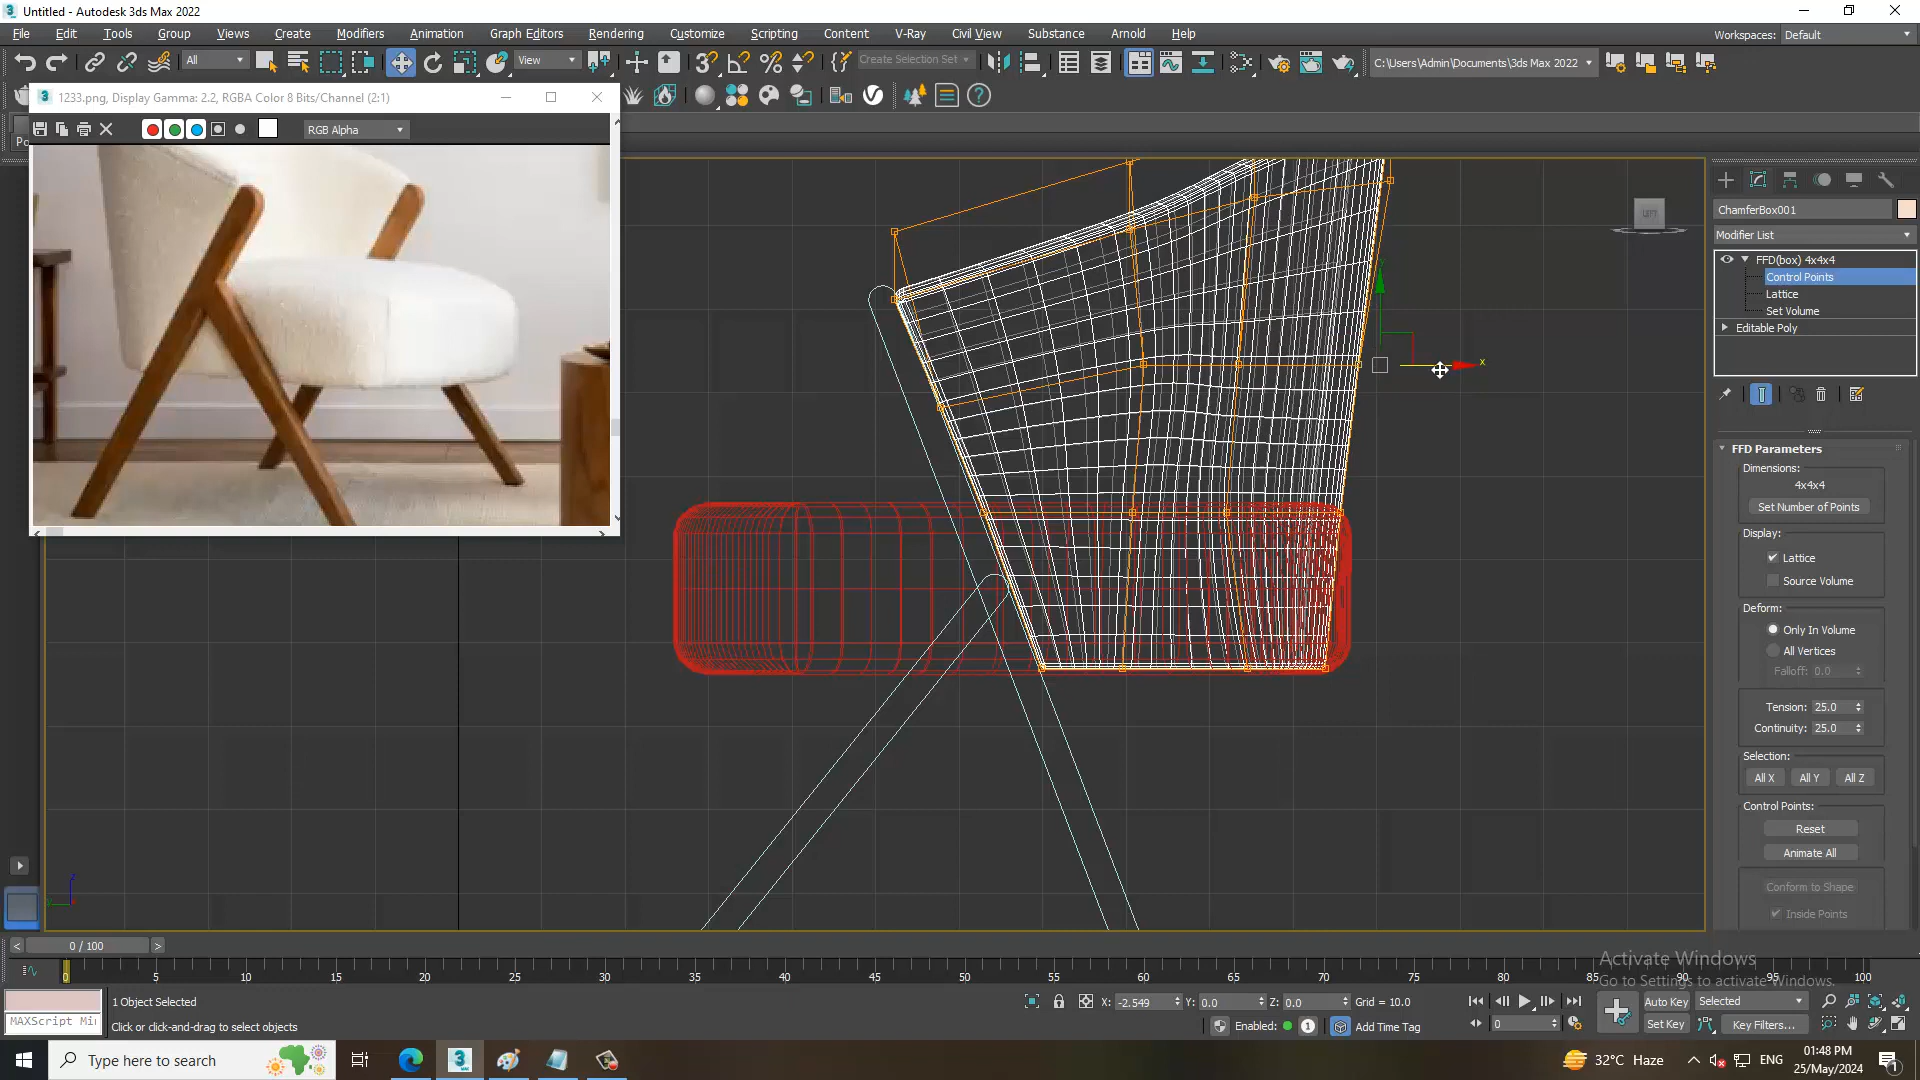 Untitled - Autodesk 3ds Max 2022
File Edit Tools Group Views Create Modifiers Animation Graph Editors Rendering Customize Scripting Content V-Ray Civil View Substance Arnold Help
Workspaces: Default
All View Create Selection Set C:\Users\Admin\Documents\3ds Max 2022
1233.png, Display Gamma: 2.2, RGBA Color 8 Bits/Channel (2:1)
RGB Alpha
Po
x
LEFT
ChamferBox001
Modifier List
FFD(box) 4x4x4
Control Points
Lattice
Set Volume
Editable Poly
FFD Parameters
Dimensions:
4x4x4
Set Number of Points
Display:
Lattice
Source Volume
Deform:
Only In Volume
All Vertices
Falloff: 0.0
Tension: 25.0
Continuity: 25.0
Selection:
All X All Y All Z
Control Points:
Reset
Animate All
Conform to Shape
Inside Points
z
y
0 / 100
0 5 10 15 20 25 30 35 40 45 50 55 60 65 70 75 80 85 90 95 100
Activate Windows
Go to Settings to activate Windows.
1 Object Selected
X: -2.549 Y: 0.0 Z: 0.0 Grid = 10.0
Auto Key Selected
MAXScript Mi
Click or click-and-drag to select objects
Enabled: 1 Add Time Tag
0
Set Key Key Filters...
Type here to search
32°C Haze
ENG
01:48 PM
25/May/2024
1